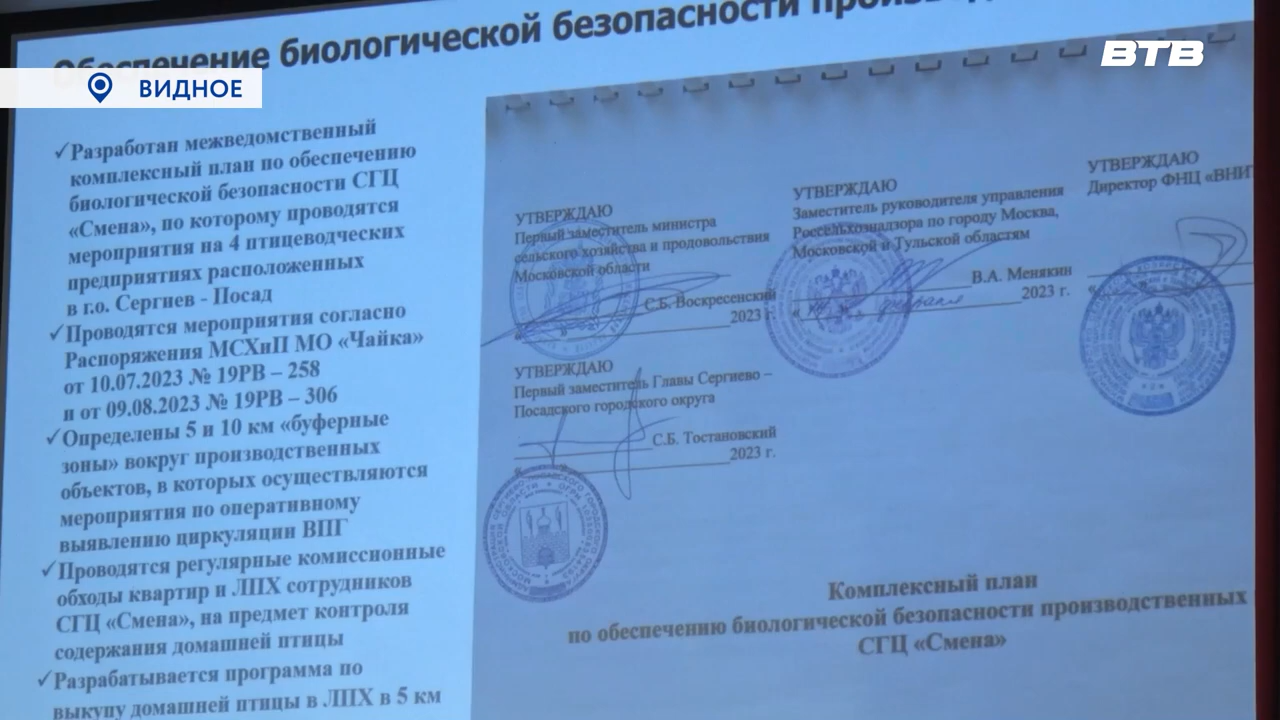 Обеспечение биологической безопасности
ВТВ
ВИДНОЕ
✓Разработан межведомственный
комплексный план по обеспечению
биологической безопасности СГЦ
«Смена», по которому проводятся
мероприятия на 4 птицеводческих
предприятиях расположенных
в г.о. Сергиев - Посад
✓Проводятся мероприятия согласно
Распоряжения МСХиП МО «Чайка»
от 10.07.2023 № 19РВ – 258
и от 09.08.2023 № 19РВ – 306
✓Определены 5 и 10 км «буферные
зоны» вокруг производственных
объектов, в которых осуществляются
мероприятия по оперативному
выявлению циркуляции ВПГ
✓Проводятся регулярные комиссионные
обходы квартир и ЛПХ сотрудников
СГЦ «Смена», на предмет контроля
содержания домашней птицы
✓Разрабатывается программа по
выкупу домашней птицы в ЛПХ в 5 км
УТВЕРЖДАЮ
Первый заместитель министра
сельского хозяйства и продовольствия
Московской области
С.Б. Воскресенский
2023 г.
УТВЕРЖДАЮ
Заместитель руководителя управления
Россельхознадзора по городу Москва,
Московской и Тульской областям
В.А. Менякин
« февраля 2023 г.
УТВЕРЖДАЮ
Директор ФНЦ «ВНИТ
УТВЕРЖДАЮ
Первый заместитель Главы Сергиево –
Посадского городского округа
С.Б. Тостановский
2023 г.
Комплексный план
по обеспечению биологической безопасности производственных
СГЦ «Смена»